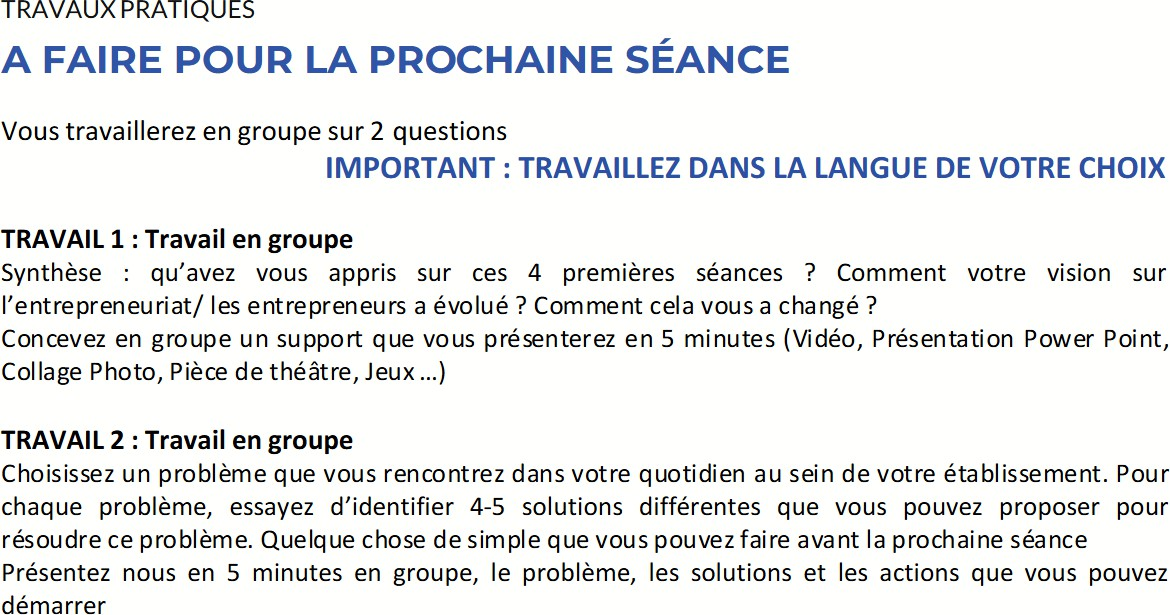 TRAVAUX PRATIQUES
A FAIRE POUR LA PROCHAINE SÉANCE
Vous travaillerez en groupe sur 2 questions
IMPORTANT : TRAVAILLEZ DANS LA LANGUE DE VOTRE CHOIX
TRAVAIL 1 : Travail en groupe
Synthèse : qu’avez vous appris sur ces 4 premières séances ? Comment votre vision sur
l’entrepreneuriat/ les entrepreneurs a évolué ? Comment cela vous a changé ?
Concevez en groupe un support que vous présenterez en 5 minutes (Vidéo, Présentation Power Point,
Collage Photo, Pièce de théâtre, Jeux …)
TRAVAIL 2 : Travail en groupe
Choisissez un problème que vous rencontrez dans votre quotidien au sein de votre établissement. Pour
chaque problème, essayez d’identifier 4-5 solutions différentes que vous pouvez proposer pour
résoudre ce problème. Quelque chose de simple que vous pouvez faire avant la prochaine séance
Présentez nous en 5 minutes en groupe, le problème, les solutions et les actions que vous pouvez
démarrer